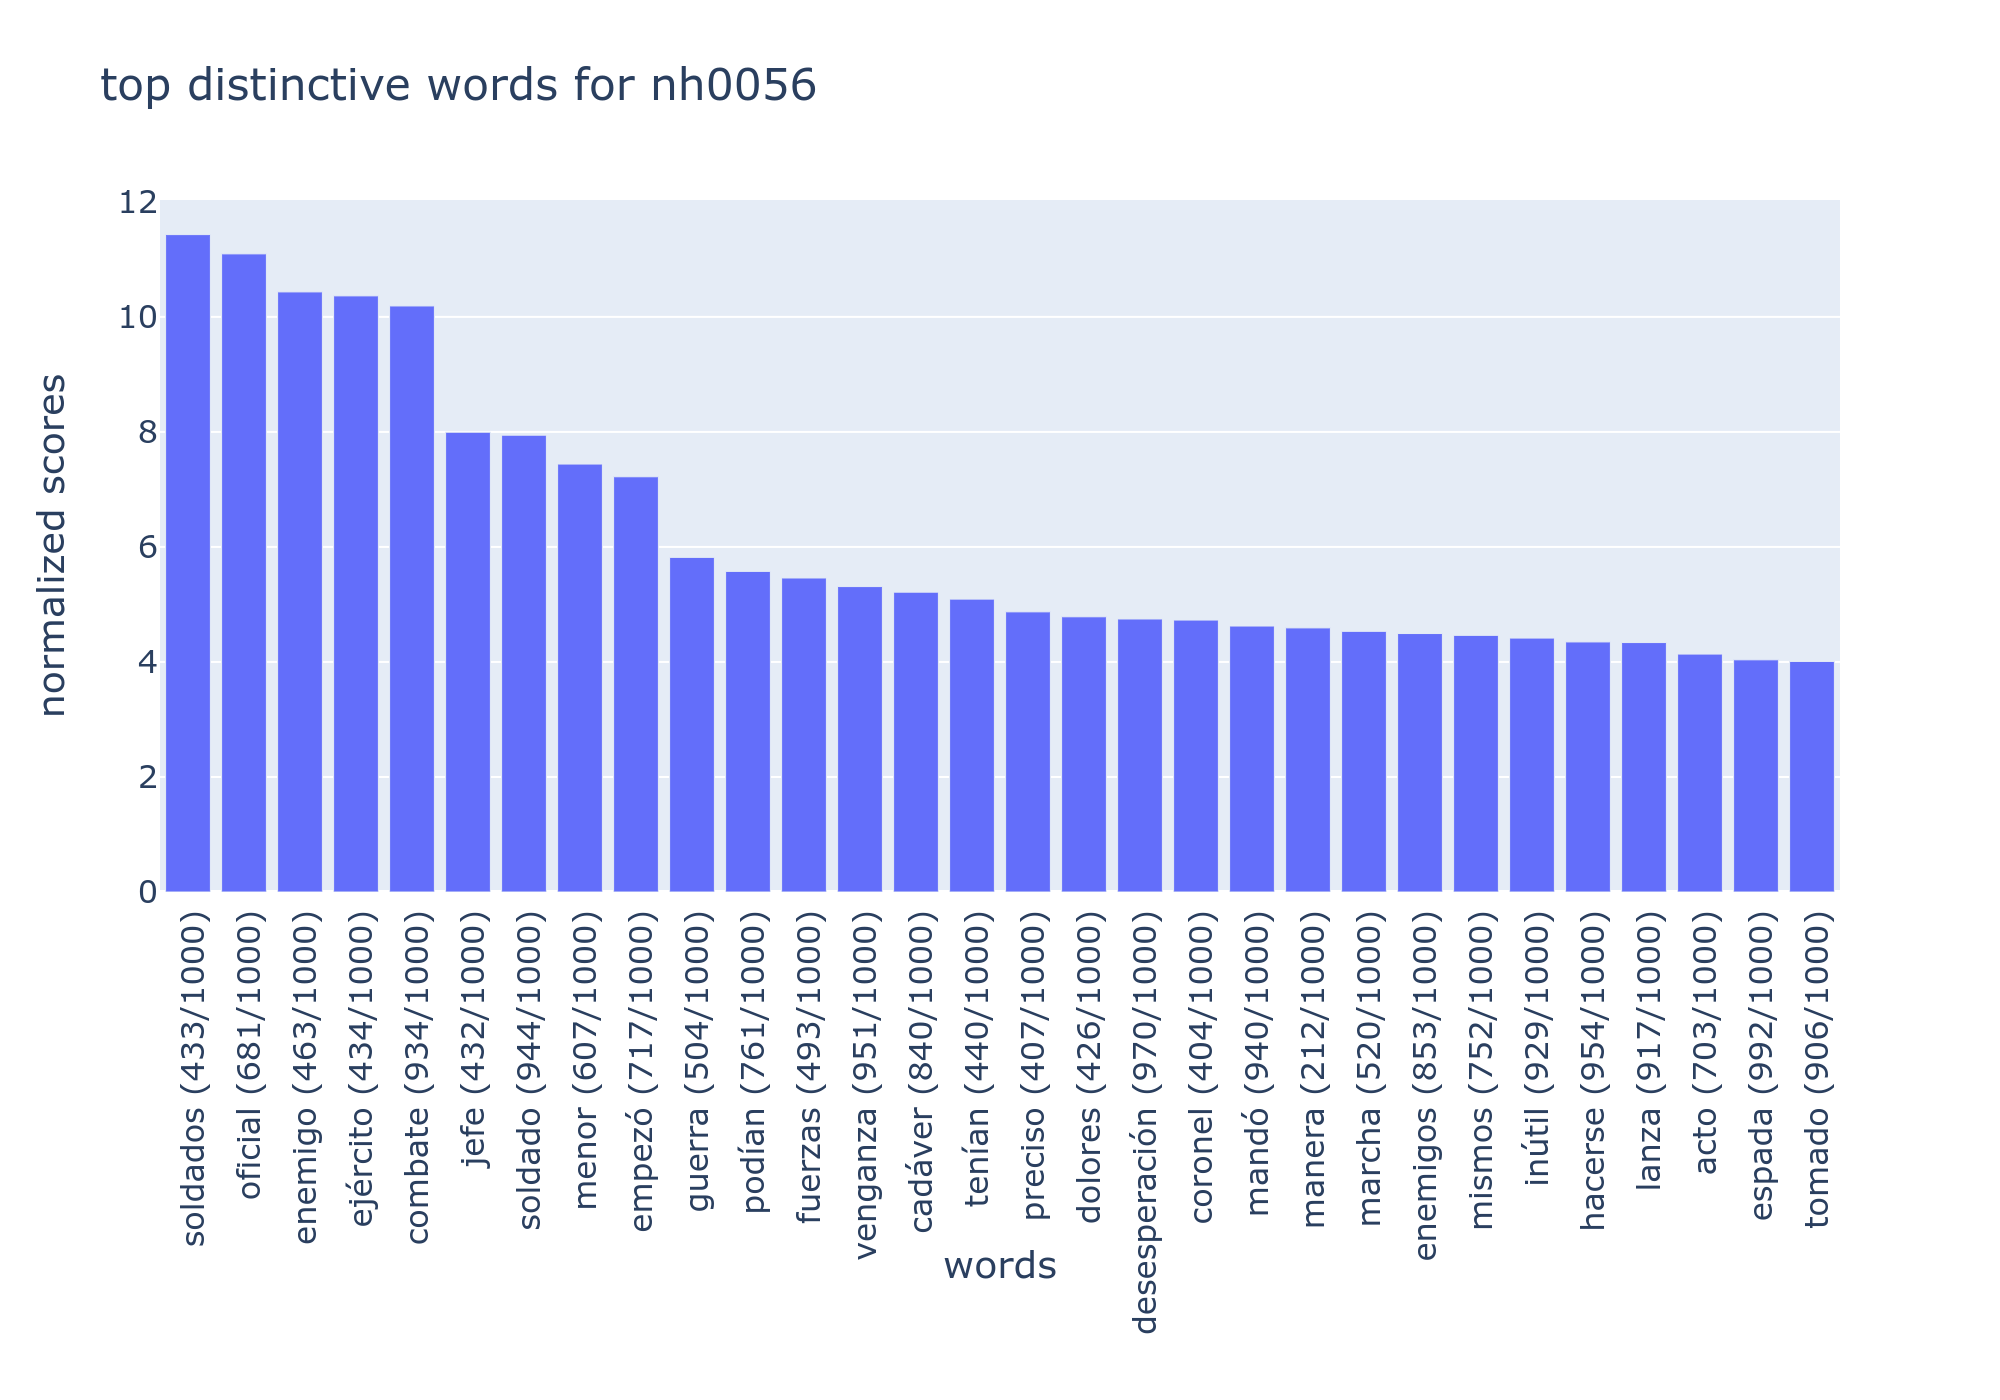 top distinctive words for nh0056
normalized scores
12
10
8
6
4
2
0
soldados (433/1000)
oficial (681/1000)
enemigo (463/1000)
ejército (434/1000)
combate (934/1000)
jefe (432/1000)
soldado (944/1000)
menor (607/1000)
empezó (717/1000)
guerra (504/1000)
podían (761/1000)
fuerzas (493/1000)
venganza (951/1000)
cadáver (840/1000)
tenían (440/1000)
preciso (407/1000)
dolores (426/1000)
desesperación (970/1000)
coronel (404/1000)
mandó (940/1000)
manera (212/1000)
marcha (520/1000)
enemigos (853/1000)
mismos (752/1000)
inútil (929/1000)
hacerse (954/1000)
lanza (917/1000)
acto (703/1000)
espada (992/1000)
tomado (906/1000)
words